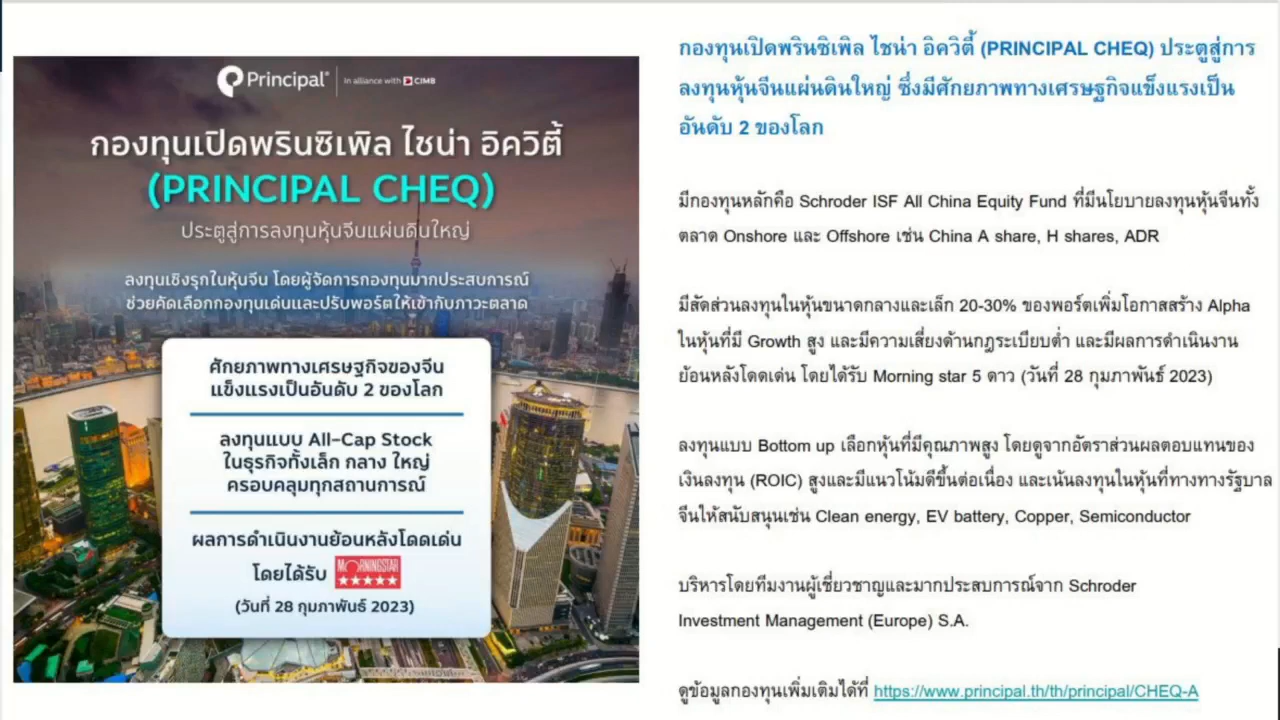 Principal® In alliance with CIMB
กองทุนเปิดพรินซิเพิล ไชน่า อิควิตี้
(PRINCIPAL CHEQ)
ประตูสู่การลงทุนหุ้นจีนแผ่นดินใหญ่
ลงทุนเชิงรุกในหุ้นจีน โดยผู้จัดการกองทุนมากประสบการณ์
ช่วยคัดเลือกกองทุนเด่นและปรับพอร์ตให้เข้ากับภาวะตลาด
ศักยภาพทางเศรษฐกิจของจีน
แข็งแรงเป็นอันดับ 2 ของโลก
ลงทุนแบบ All-Cap Stock
ในธุรกิจทั้งเล็ก กลาง ใหญ่
ครอบคลุมทุกสถานการณ์
ผลการดำเนินงานย้อนหลังโดดเด่น
โดยได้รับ MORNINGSTAR ★★★★★
(วันที่ 28 กุมภาพันธ์ 2023)
กองทุนเปิดพรินซิเพิล ไชน่า อิควิตี้ (PRINCIPAL CHEQ) ประตูสู่การ
ลงทุนหุ้นจีนแผ่นดินใหญ่ ซึ่งมีศักยภาพทางเศรษฐกิจแข็งแรงเป็น
อันดับ 2 ของโลก
มีกองทุนหลักคือ Schroder ISF All China Equity Fund ที่มีนโยบายลงทุนหุ้นจีนทั้ง
ตลาด Onshore และ Offshore เช่น China A share, H shares, ADR
มีสัดส่วนลงทุนในหุ้นขนาดกลางและเล็ก 20-30% ของพอร์ตเพิ่มโอกาสสร้าง Alpha
ในหุ้นที่มี Growth สูง และมีความเสี่ยงด้านกฎระเบียบต่ำ และมีผลการดำเนินงาน
ย้อนหลังโดดเด่น โดยได้รับ Morning star 5 ดาว (วันที่ 28 กุมภาพันธ์ 2023)
ลงทุนแบบ Bottom up เลือกหุ้นที่มีคุณภาพสูง โดยดูจากอัตราส่วนผลตอบแทนของ
เงินลงทุน (ROIC) สูงและมีแนวโน้มดีขึ้นต่อเนื่อง และเน้นลงทุนในหุ้นที่ทางทางรัฐบาล
จีนให้สนับสนุนเช่น Clean energy, EV battery, Copper, Semiconductor
บริหารโดยทีมงานผู้เชี่ยวชาญและมากประสบการณ์จาก Schroder
Investment Management (Europe) S.A.
ดูข้อมูลกองทุนเพิ่มเติมได้ที่ https://www.principal.th/th/principal/CHEQ-A